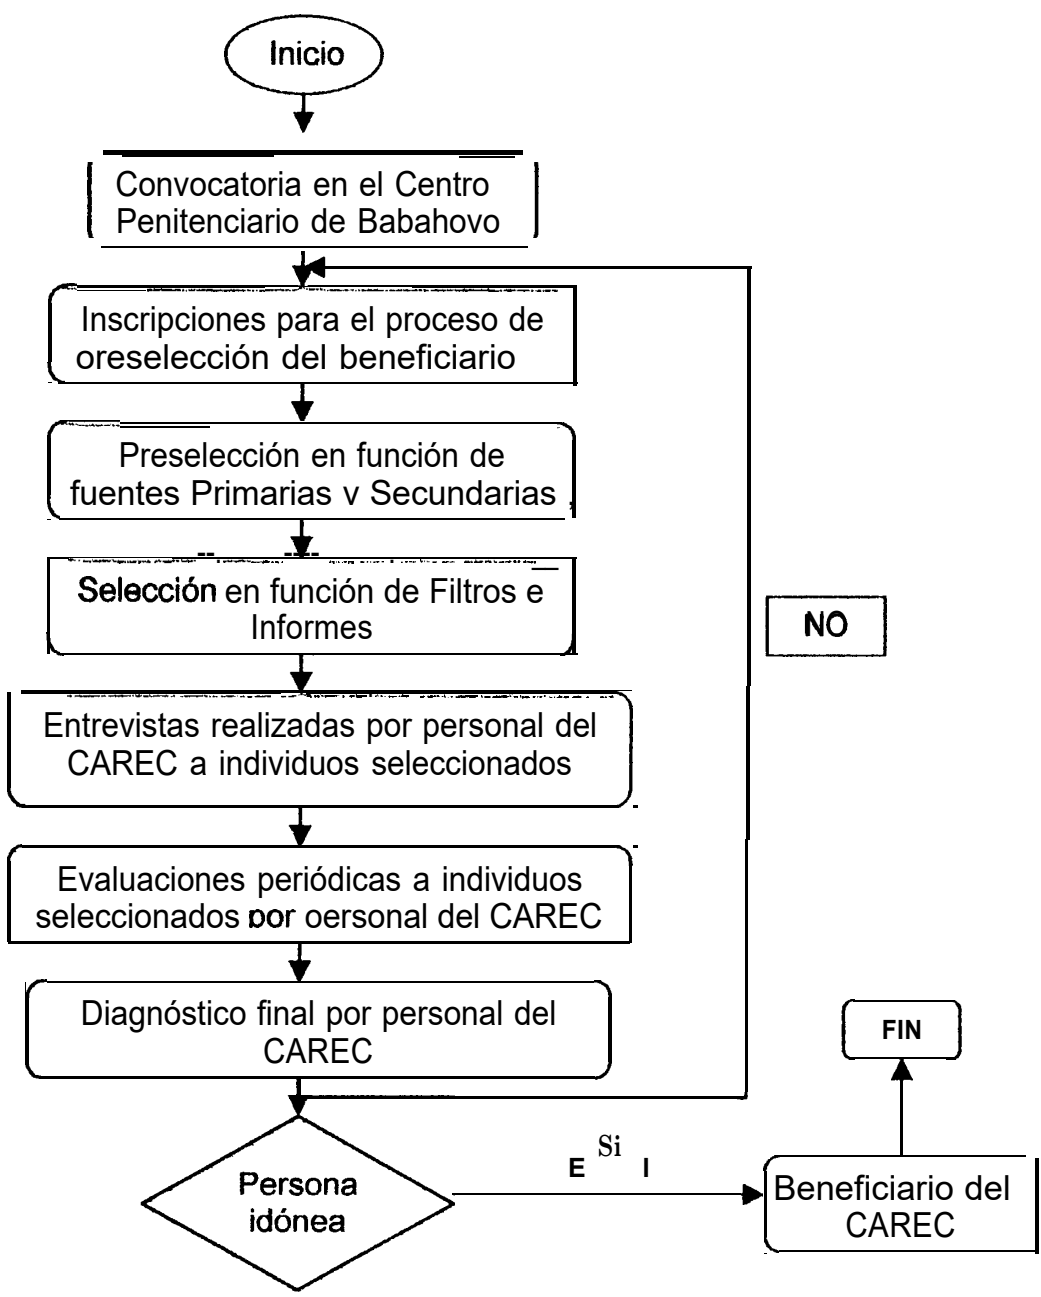 Inicio
Convocatoria en el Centro
Penitenciario de Babahovo
Inscripciones para el proceso de
oreselección del beneficiario
Preselección en función de
fuentes Primarias v Secundarias
Selección en función de Filtros e
Informes
NO
Entrevistas realizadas por personal del
CAREC a individuos seleccionados
Evaluaciones periódicas a individuos
seleccionados por oersonal del CAREC
Diagnóstico final por personal del
CAREC
FIN
Persona
idónea
E Si I
Beneficiario del
CAREC